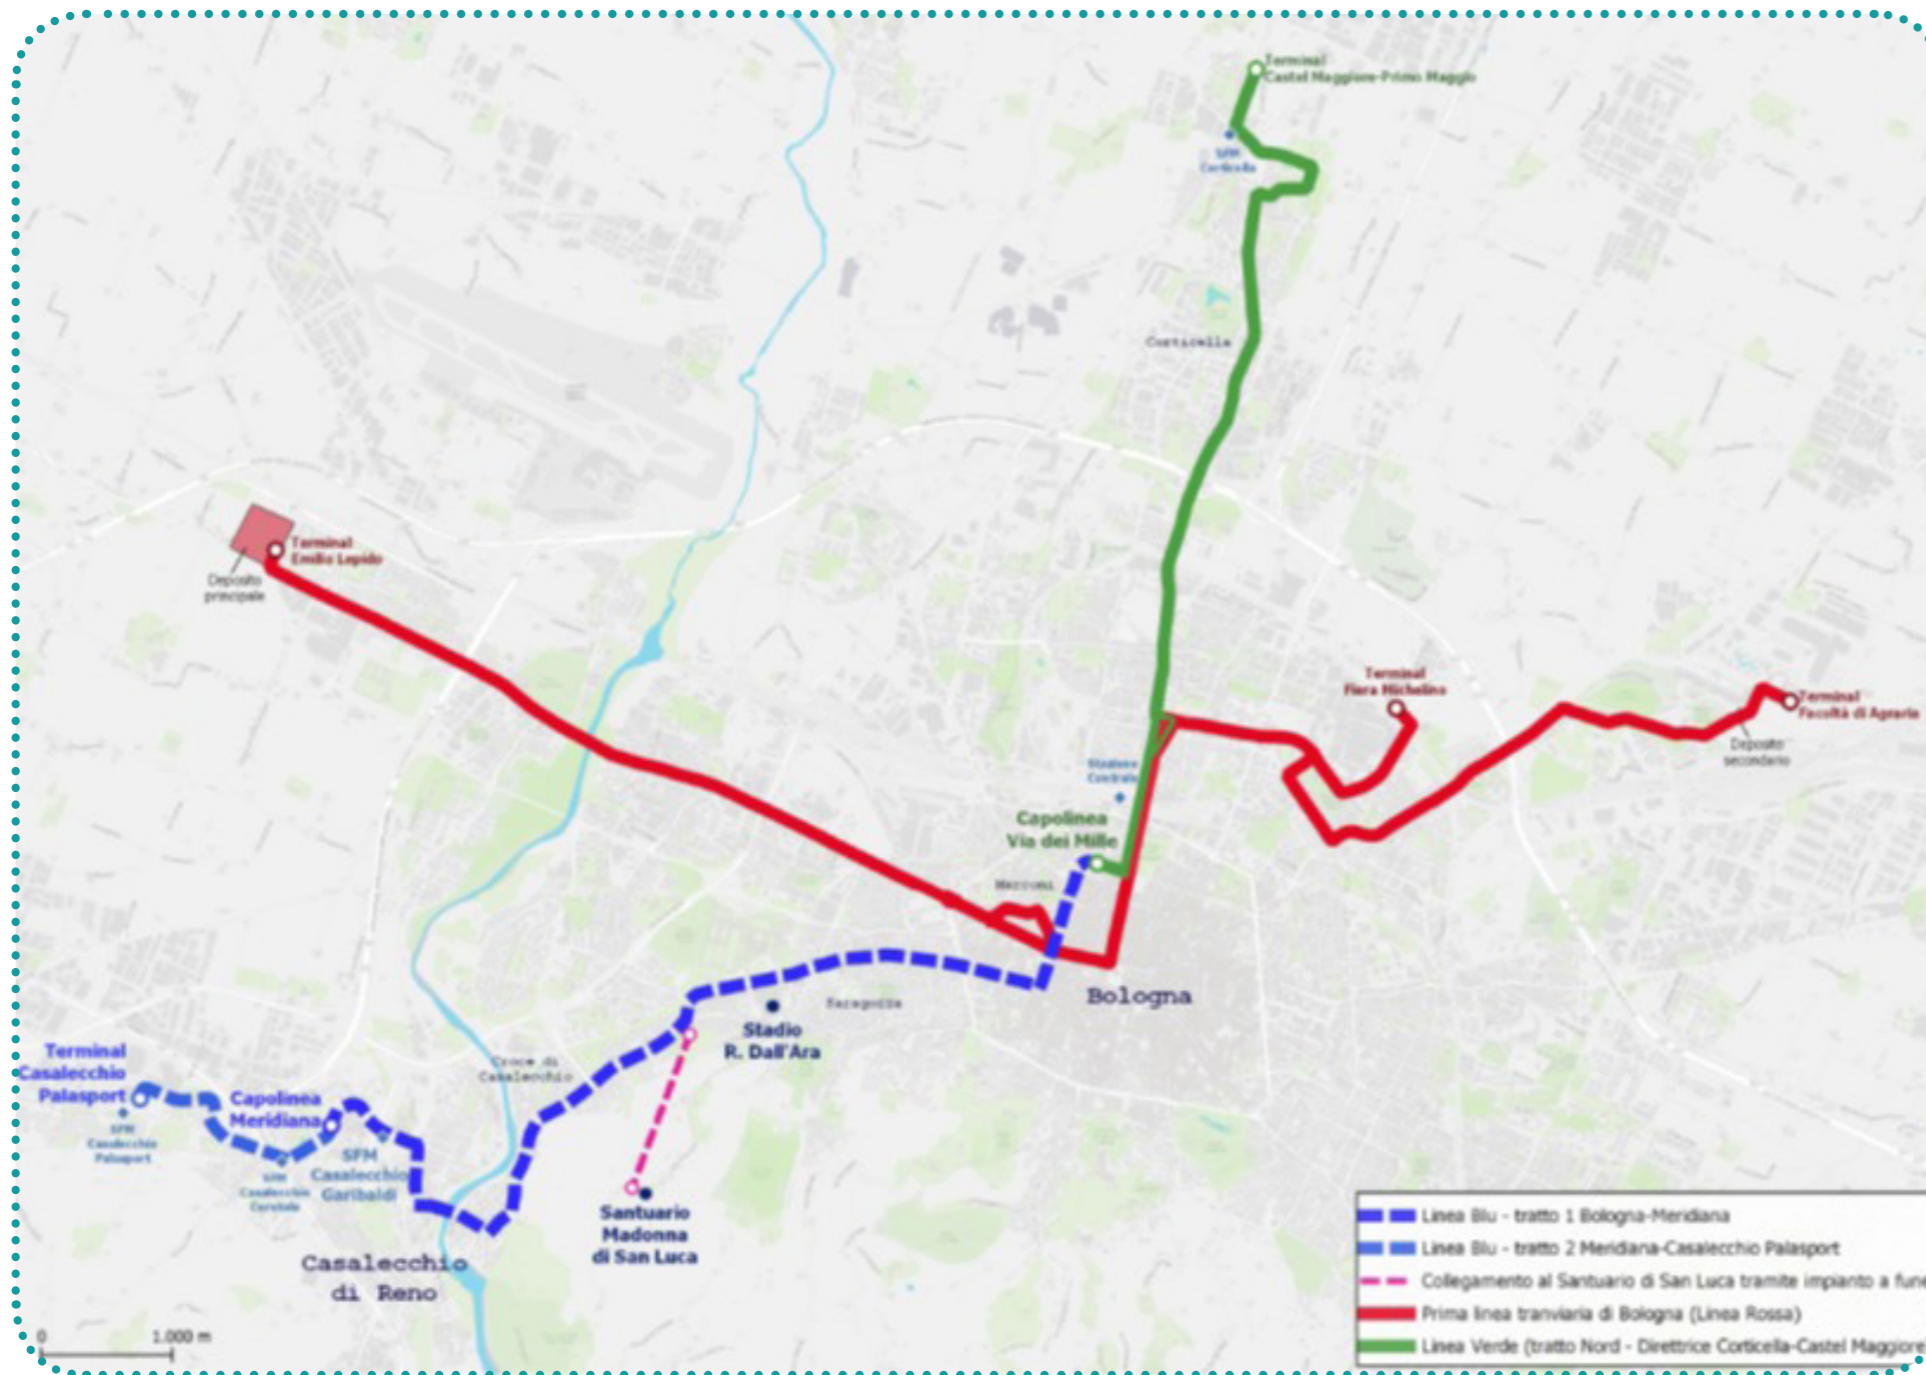 Terminal
Castel Maggiore-Primo Maggio
SFM
Corticella
Corticella
Terminal
Emilio Lepido
Deposito
principale
Terminal
Fiera Michelino
Terminal
Facoltà di Agraria
Deposito
secondario
Stazione
Centrale
Capolinea
Via dei Mille
Marconi
Bologna
Saragozza
Stadio
R. Dall'Ara
Croce di
Casalecchio
Terminal
Casalecchio
Palasport
SFM
Casalecchio
Palasport
Capolinea
Meridiana
SFM
Casalecchio
Ceretolo
SFM
Casalecchio
Garibaldi
Santuario
Madonna
di San Luca
Casalecchio
di Reno
0 1.000 m
Linea Blu - tratto 1 Bologna-Meridiana
Linea Blu - tratto 2 Meridiana-Casalecchio Palasport
Collegamento al Santuario di San Luca tramite impianto a fune
Prima linea tranviaria di Bologna (Linea Rossa)
Linea Verde (tratto Nord - Direttrice Corticella-Castel Maggiore